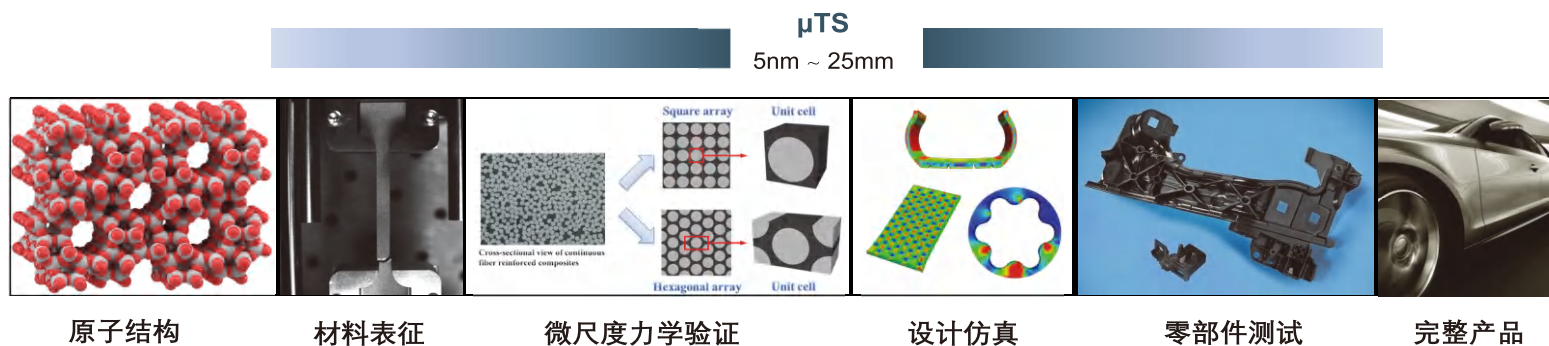 μTS
5nm ~ 25mm
Square array
Unit cell
Cross-sectional view of continuous
fiber reinforced composites
Hexagonal array
Unit cell
原子结构
材料表征
微尺度力学验证
设计仿真
零部件测试
完整产品